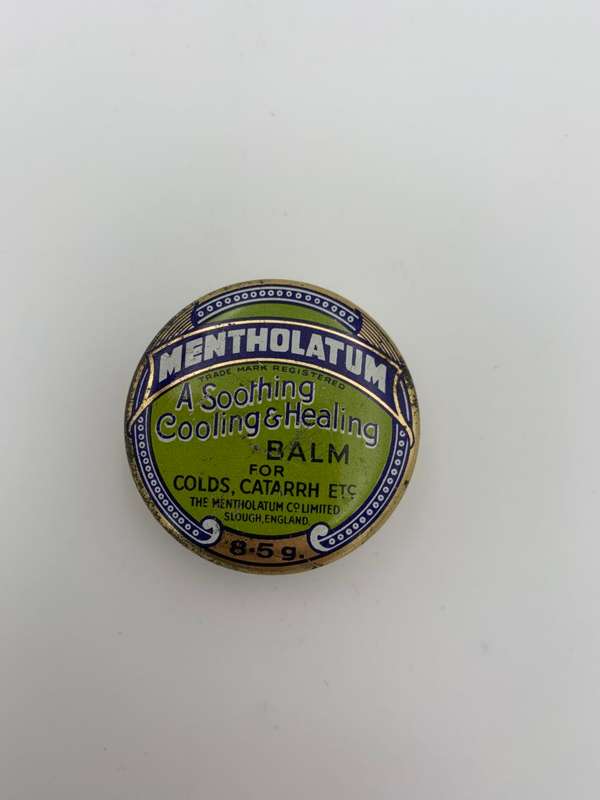 MENTHOLATUM
TRADE MARK REGISTERED
A Soothing
Cooling & Healing
BALM
FOR
COLDS, CATARRH ETC
THE MENTHOLATUM CO LIMITED
SLOUGH, ENGLAND.
8·5 g.